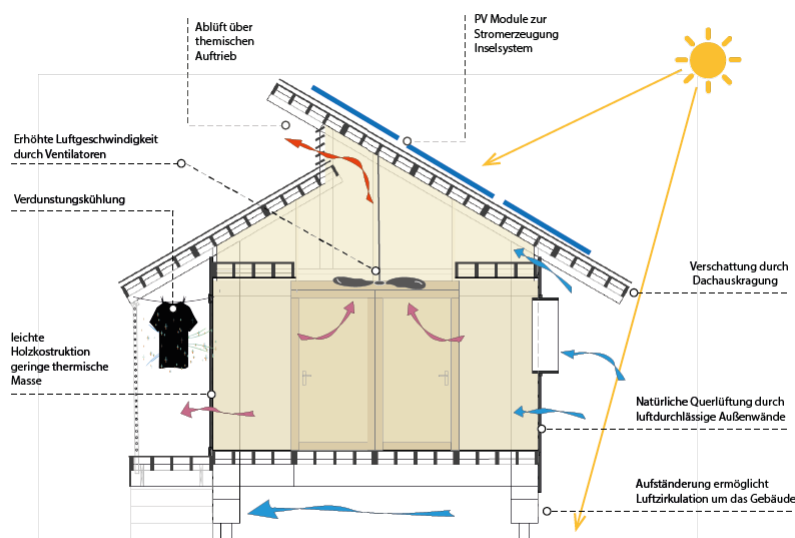 Ablüft über
themischen
Auftrieb
PV Module zur
Stromerzeugung
Inselsystem
Erhöhte Luftgeschwindigkeit
durch Ventilatoren
Verdunstungskühlung
Verschattung durch
Dachauskragung
leichte
Holzkostruktion
geringe thermische
Masse
Natürliche Querlüftung durch
luftdurchlässige Außenwände
Aufständerung ermöglicht
Luftzirkulation um das Gebäude